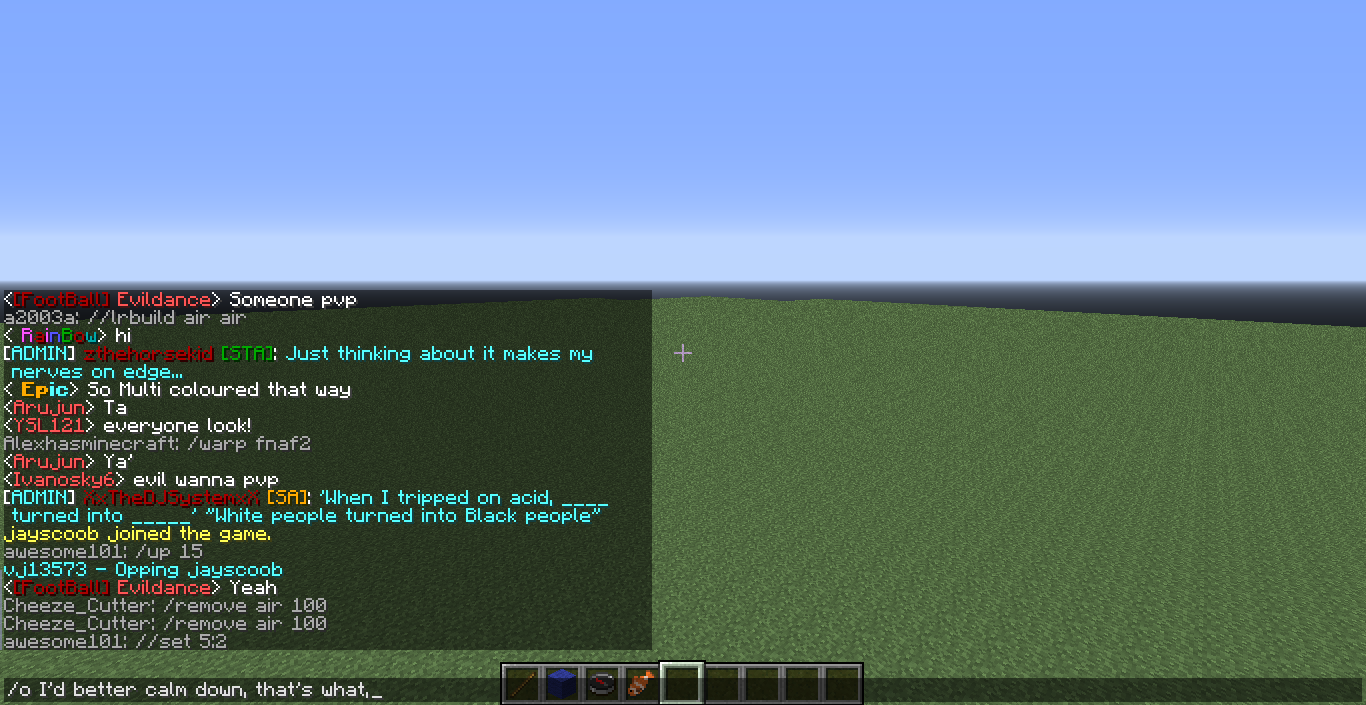 <[FootBall] Evildance> Someone pvp
a2003a: //lrbuild air air
< RainBow> hi
[ADMIN] zthehorsekid [STA]: Just thinking about it makes my
nerves on edge...
< Epic> So Multi coloured that way
<Arujun> Ta
<YSL121> everyone look!
Alexhasminecraft: /warp fnaf2
<Arujun> Ya'
<Ivanosky6> evil wanna pvp
[ADMIN] XxTheDJSystemxX [SA]: 'When I tripped on acid, ____
turned into _____' "White people turned into Black people"
jayscoob joined the game.
awesome101: /up 15
vj13573 - Opping jayscoob
<[FootBall] Evildance> Yeah
Cheeze_Cutter: /remove air 100
Cheeze_Cutter: /remove air 100
awesome101: //set 5:2
/o I'd better calm down, that's what,_